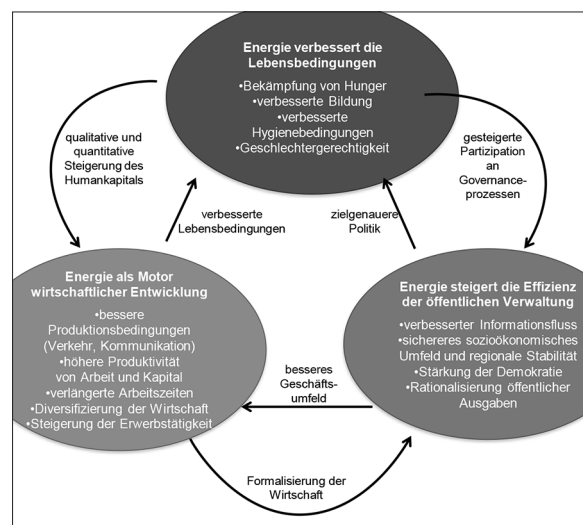 Energie verbessert die
Lebensbedingungen
•Bekämpfung von Hunger
•verbesserte Bildung
•verbesserte
Hygienebedingungen
•Geschlechtergerechtigkeit
qualitative und
quantitative
Steigerung des
Humankapitals
gesteigerte
Partizipation
an
Governance-
prozessen
verbesserte
Lebensbedingungen
zielgenauere
Politik
Energie als Motor
wirtschaftlicher Entwicklung
•bessere
Produktionsbedingungen
(Verkehr, Kommunikation)
•höhere Produktivität
von Arbeit und Kapital
•verlängerte Arbeitszeiten
•Diversifizierung der Wirtschaft
•Steigerung der Erwerbstätigkeit
Energie steigert die Effizienz
der öffentlichen Verwaltung
•verbesserter Informationsfluss
•sichereres sozioökonomisches
Umfeld und regionale Stabilität
•Stärkung der Demokratie
•Rationalisierung öffentlicher
Ausgaben
besseres
Geschäfts-
umfeld
Formalisierung der
Wirtschaft